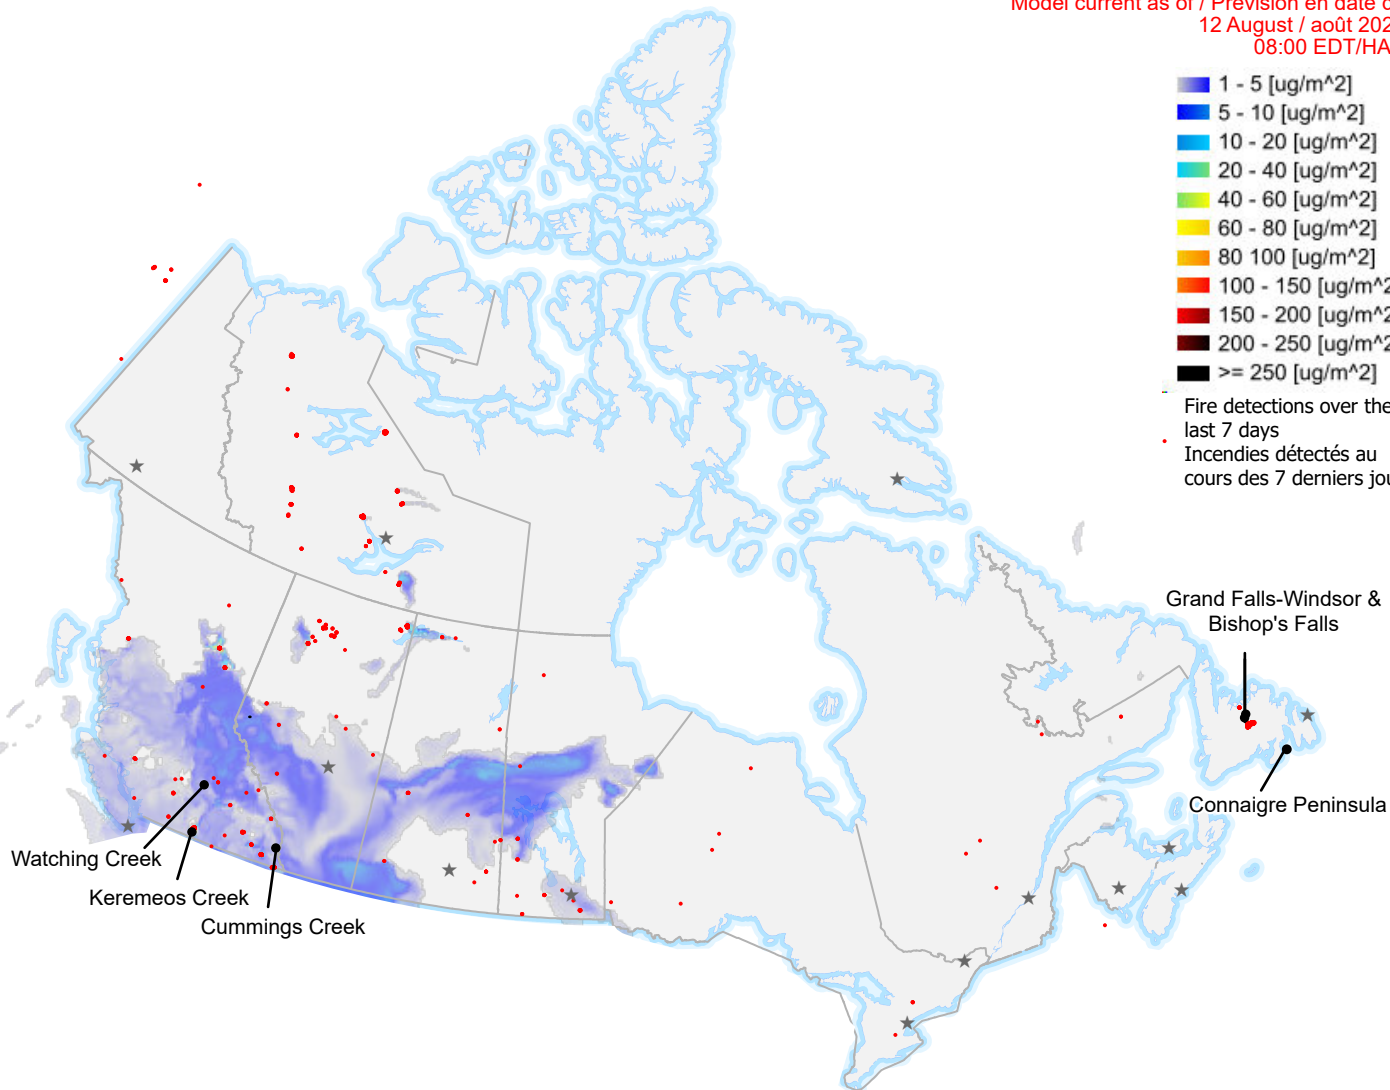 Model current as of / Prévision en date d
12 August / août 202
08:00 EDT/HA
1 - 5 [ug/m^2]
5 - 10 [ug/m^2]
10 - 20 [ug/m^2]
20 - 40 [ug/m^2]
40 - 60 [ug/m^2]
60 - 80 [ug/m^2]
80 100 [ug/m^2]
100 - 150 [ug/m^2
150 - 200 [ug/m^2
200 - 250 [ug/m^2
>= 250 [ug/m^2]
Fire detections over the
last 7 days
Incendies détectés au
cours des 7 derniers jou
Grand Falls-Windsor &
Bishop's Falls
Connaigre Peninsula
Watching Creek
Keremeos Creek
Cummings Creek